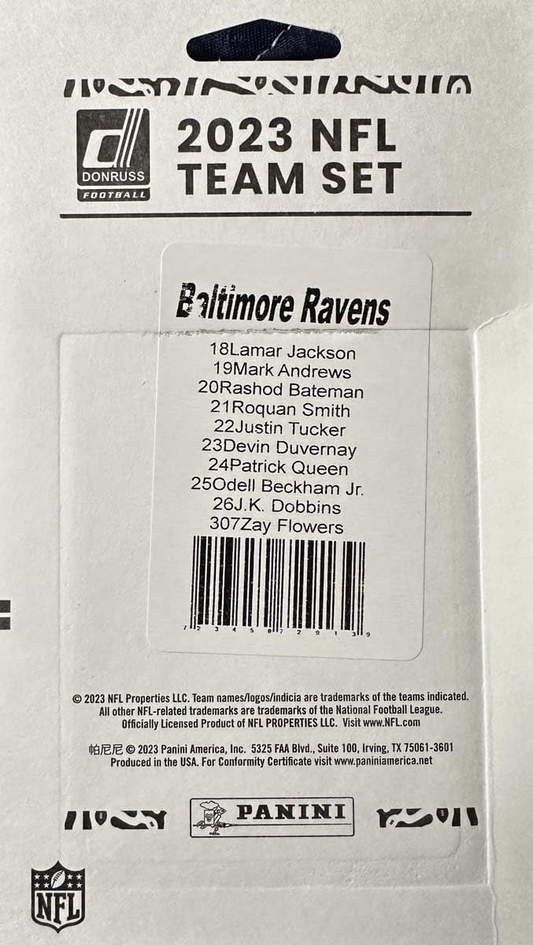 d
DONRUSS
FOOTBALL
2023 NFL
TEAM SET
Baltimore Ravens
18Lamar Jackson
19Mark Andrews
20Rashod Bateman
21Roquan Smith
22Justin Tucker
23Devin Duvernay
24Patrick Queen
25Odell Beckham Jr.
26J.K. Dobbins
307Zay Flowers
© 2023 NFL Properties LLC. Team names/logos/indicia are trademarks of the teams indicated.
All other NFL-related trademarks are trademarks of the National Football League.
Officially Licensed Product of NFL PROPERTIES LLC. Visit www.NFL.com
帕尼尼 © 2023 Panini America, Inc. 5325 FAA Blvd., Suite 100, Irving, TX 75061-3601
Produced in the USA. For Conformity Certificate visit www.paniniamerica.net
PANINI
NFL